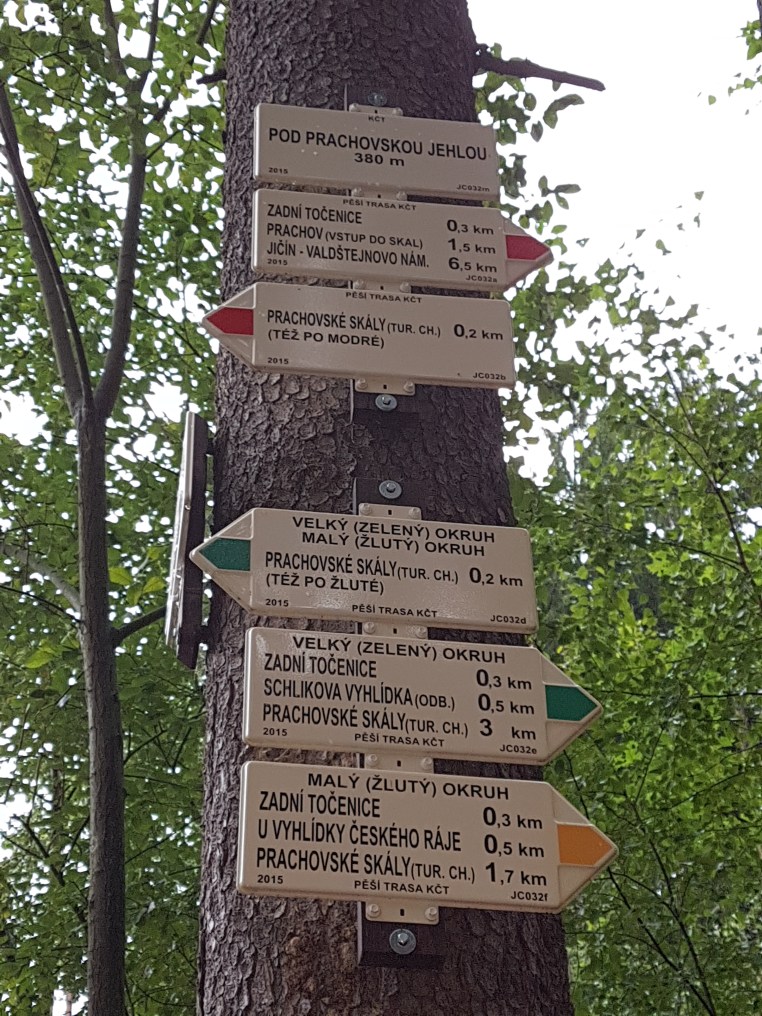 KČT
POD PRACHOVSKOU JEHLOU
380 m
2015 JC032m
PĚŠÍ TRASA KČT
ZADNÍ TOČENICE 0,3 km
PRACHOV (VSTUP DO SKAL) 1,5 km
JIČÍN - VALDŠTEJNOVO NÁM. 6,5 km
2015 JC032a
PĚŠÍ TRASA KČT
PRACHOVSKÉ SKÁLY (TUR. CH.) 0,2 km
(TÉŽ PO MODRÉ)
2015 JC032b
VELKÝ (ZELENÝ) OKRUH
MALÝ (ŽLUTÝ) OKRUH
PRACHOVSKÉ SKÁLY (TUR. CH.) 0,2 km
(TÉŽ PO ŽLUTÉ)
2015 PĚŠÍ TRASA KČT JC032d
VELKÝ (ZELENÝ) OKRUH
ZADNÍ TOČENICE 0,3 km
SCHLIKOVA VYHLÍDKA (ODB.) 0,5 km
PRACHOVSKÉ SKÁLY (TUR. CH.) 3 km
2015 PĚŠÍ TRASA KČT JC032e
MALÝ (ŽLUTÝ) OKRUH
ZADNÍ TOČENICE 0,3 km
U VYHLÍDKY ČESKÉHO RÁJE 0,5 km
PRACHOVSKÉ SKÁLY (TUR. CH.) 1,7 km
2015 PĚŠÍ TRASA KČT JC032f